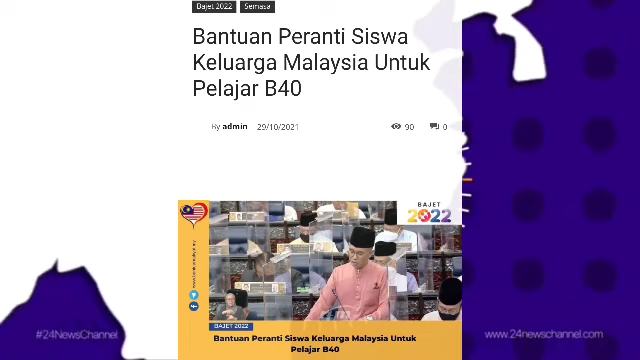 Bajet 2022 Semasa
Bantuan Peranti Siswa
Keluarga Malaysia Untuk
Pelajar B40
By admin 29/10/2021 90 0
BAJET
2022
BAJET 2022
Bantuan Peranti Siswa Keluarga Malaysia Untuk
Pelajar B40
#24NewsChannel www.24newschannel.com